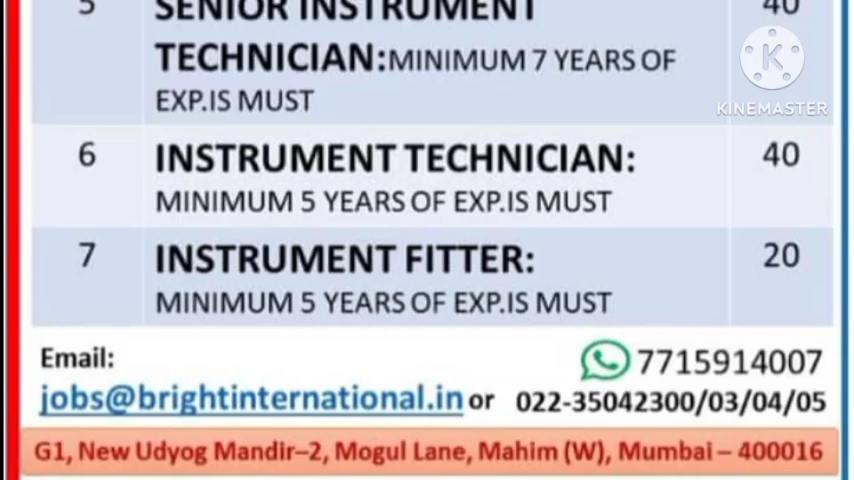 5 SENIOR INSTRUMENT 40
TECHNICIAN:MINIMUM 7 YEARS OF
EXP.IS MUST
K
KINEMASTER
6 INSTRUMENT TECHNICIAN: 40
MINIMUM 5 YEARS OF EXP.IS MUST
7 INSTRUMENT FITTER: 20
MINIMUM 5 YEARS OF EXP.IS MUST
Email: 7715914007
jobs@brightinternational.in or 022-35042300/03/04/05
G1, New Udyog Mandir–2, Mogul Lane, Mahim (W), Mumbai – 400016